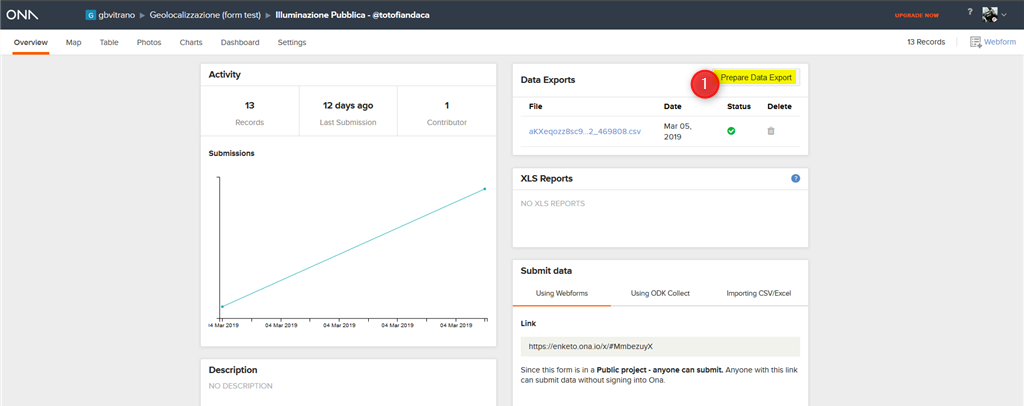 ONA
G gbvitrano ▶ Geolocalizzazione (form test) ▶ Illuminazione Pubblica - @totofiandaca
UPGRADE NOW
?
Overview Map Table Photos Charts Dashboard Settings
13 Records
Webform
Activity
13
Records
12 days ago
Last Submission
1
Contributor
Submissions
04 Mar 2019 04 Mar 2019 04 Mar 2019 04 Mar 2019
Description
NO DESCRIPTION
Data Exports
1
Prepare Data Export
File Date Status Delete
aKXeqozz8sc9...2_469808.csv
Mar 05,
2019
XLS Reports
?
NO XLS REPORTS
Submit data
Using Webforms Using ODK Collect Importing CSV/Excel
Link
https://enketo.ona.io/x/#MmbezuyX
Since this form is in a Public project - anyone can submit. Anyone with this link
can submit data without signing into Ona.